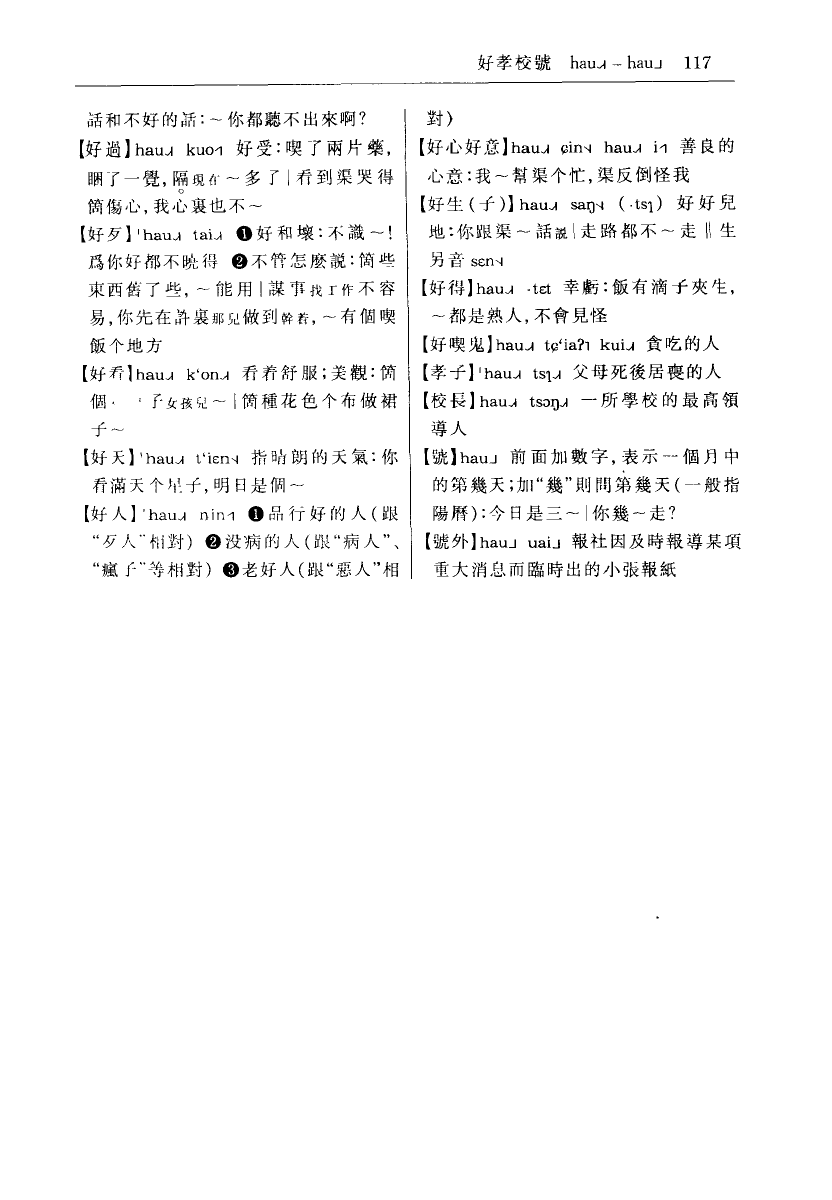 好孝校號 hau˨˩˧ – hau˩ 117
話和不好的話：～你都聽不出來啊？
【好過】hau kuo 好受：喫了兩片藥，
睏了一覺，隔現在～多了｜看到渠哭得
箇傷心，我心裏也不～
【好歹】'hau tai ❶好和壞：不識～！
爲你好都不曉得 ❷不管怎麽説：箇些
東西舊了些，～能用｜謀事找工作不容
易，你先在許裏那兒做到幹着，～有個喫
飯个地方
【好看】hau k‘on 看着舒服；美觀：箇
個 子女孩兒～｜箇種花色个布做裙
子～
【好天】'hau t‘iɛn 指晴朗的天氣：你
看滿天个星子，明日是個～
【好人】'hau nin ❶品行好的人（跟
“歹人”相對） ❷没病的人（跟“病人”、
“瘋子”等相對） ❸老好人（跟“惡人”相
對）
【好心好意】hau ɕin hau i 善良的
心意：我～幫渠个忙，渠反倒怪我
【好生（子）】hau saŋ （·tsɿ） 好好兒
地：你跟渠～話説｜走路都不～走 ‖ 生
另音 sɛn
【好得】hau ·tɛt 幸虧：飯有滴子夾生，
～都是熟人，不會見怪
【好喫鬼】hau tɕ‘iaʔ kui 貪吃的人
【孝子】'hau tsɿ 父母死後居喪的人
【校長】hau tsɔŋ 一所學校的最高領
導人
【號】hau˩ 前面加數字，表示一個月中
的第幾天；加“幾”則問第幾天（一般指
陽曆）：今日是三～｜你幾～走？
【號外】hau˩ uai˩ 報社因及時報導某項
重大消息而臨時出的小張報紙